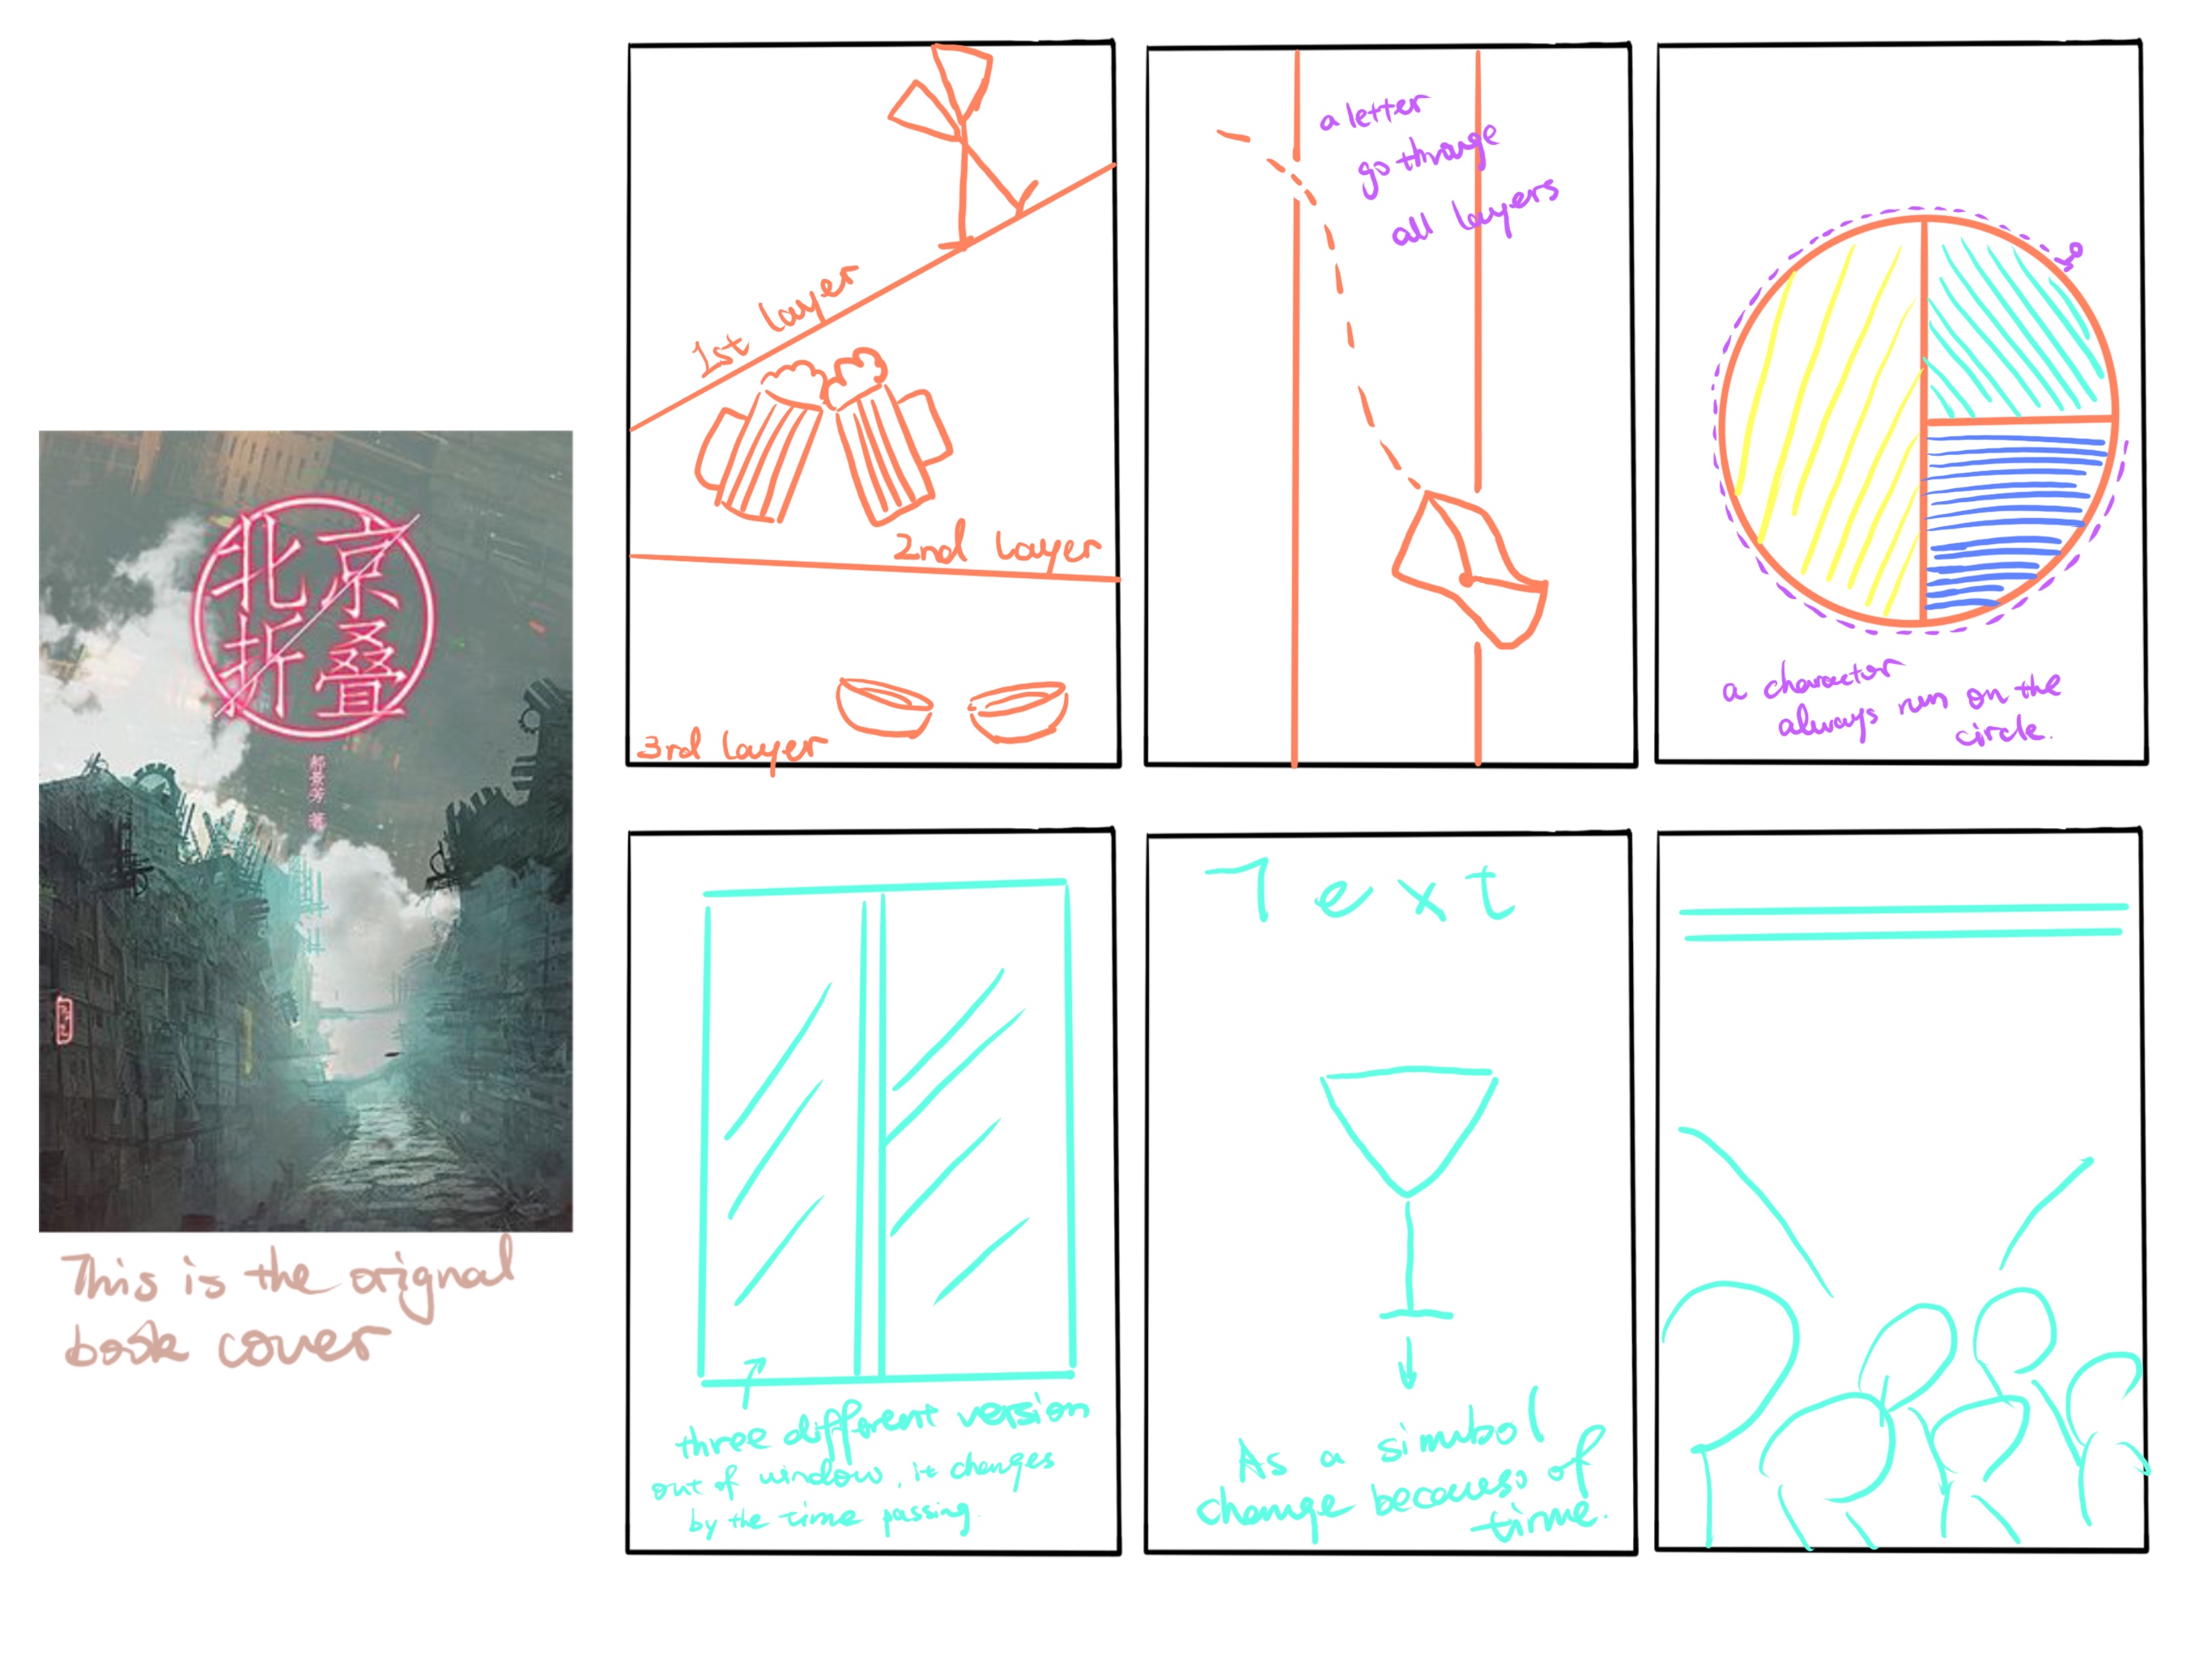 北京
折叠
郝景芳 著
This is the orignal
book cover
1st layer
2nd layer
3rd layer
a letter
go througe
all layers
a character
always run on the
circle.
three different version
out of window, it changes
by the time passing.
Text
As a simbol
change becouse of
time.